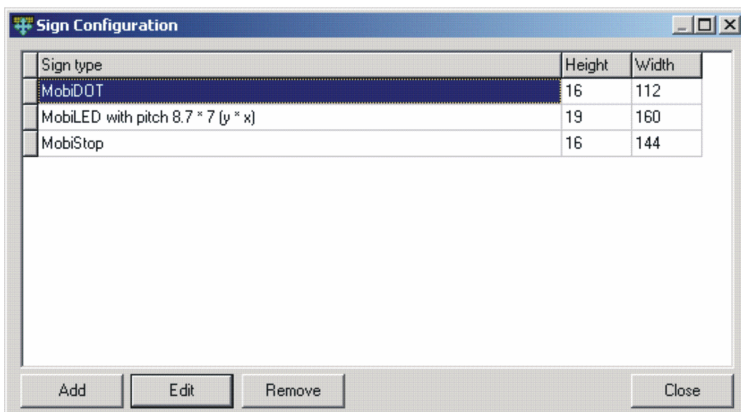 Sign Configuration
Sign type Height Width
MobiDOT 16 112
MobiLED with pitch 8.7 * 7 (y * x) 19 160
MobiStop 16 144
Add Edit Remove Close